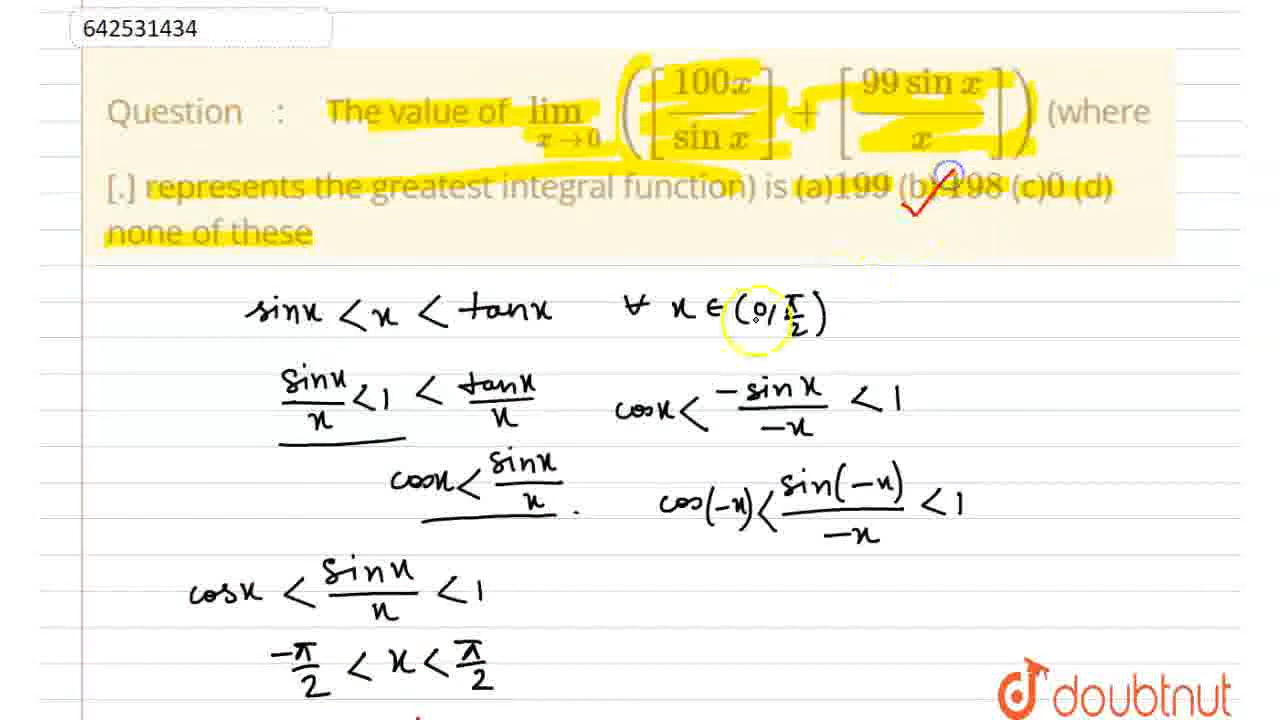 642531434
Question : The value of lim x→0 ([100x / sin x] + [99 sin x / x]) (where
[.] represents the greatest integral function) is (a)199 (b) 198 (c)0 (d)
none of these
sinx < x < tanx ∀ x ∈ (0, π/2)
sinx/x < 1 < tanx/x
cosx < -sinx/-x < 1
cosx < sinx/x .
cos(-x) < sin(-x)/-x < 1
cosx < sinx/x < 1
-π/2 < x < π/2
doubtnut